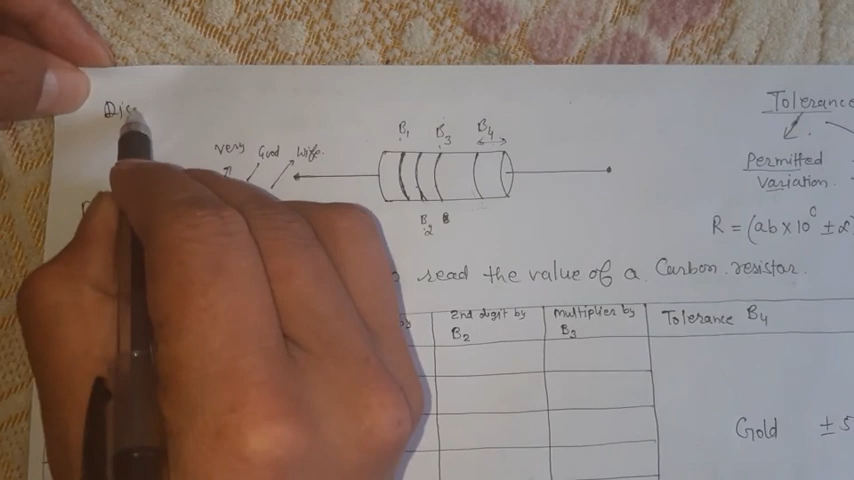 Tolerance
B1
B3
B4
Very Good Wife.
Permitted
Variation.
B2
R = (ab × 10^c ± α
read the value of a Carbon resistor.
2nd digit by B2
multiplier by B3
Tolerance B4
Gold ± 5